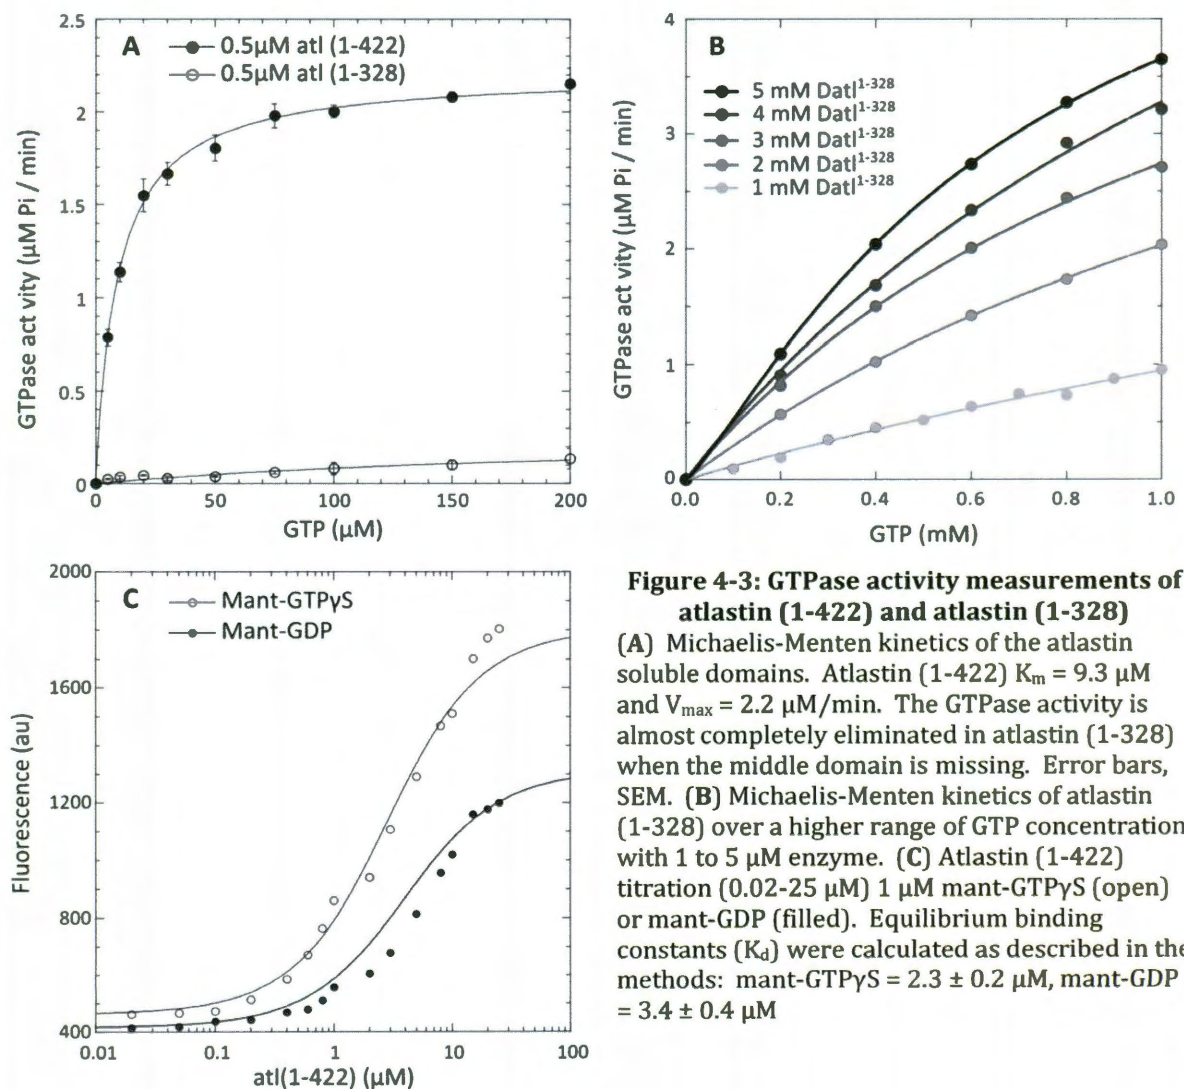 A
0.5µM atl (1-422)
0.5µM atl (1-328)
GTPase act vity (µM Pi / min)
2.5
2
1.5
1
0.5
0
0 50 100 150 200
GTP (µM)
B
5 mM Datl¹⁻³²⁸
4 mM Datl¹⁻³²⁸
3 mM Datl¹⁻³²⁸
2 mM Datl¹⁻³²⁸
1 mM Datl¹⁻³²⁸
GTPase act vity (µM Pi / min)
4
3
2
1
0
0.0 0.2 0.4 0.6 0.8 1.0
GTP (mM)
C
Mant-GTPγS
Mant-GDP
Fluorescence (au)
2000
1600
1200
800
400
0.01 0.1 1 10 100
atl(1-422) (µM)
Figure 4-3: GTPase activity measurements of
atlastin (1-422) and atlastin (1-328)
(A) Michaelis-Menten kinetics of the atlastin
soluble domains. Atlastin (1-422) Km = 9.3 µM
and Vmax = 2.2 µM/min. The GTPase activity is
almost completely eliminated in atlastin (1-328)
when the middle domain is missing. Error bars,
SEM. (B) Michaelis-Menten kinetics of atlastin
(1-328) over a higher range of GTP concentration
with 1 to 5 µM enzyme. (C) Atlastin (1-422)
titration (0.02-25 µM) 1 µM mant-GTPγS (open)
or mant-GDP (filled). Equilibrium binding
constants (Kd) were calculated as described in the
methods: mant-GTPγS = 2.3 ± 0.2 µM, mant-GDP
= 3.4 ± 0.4 µM